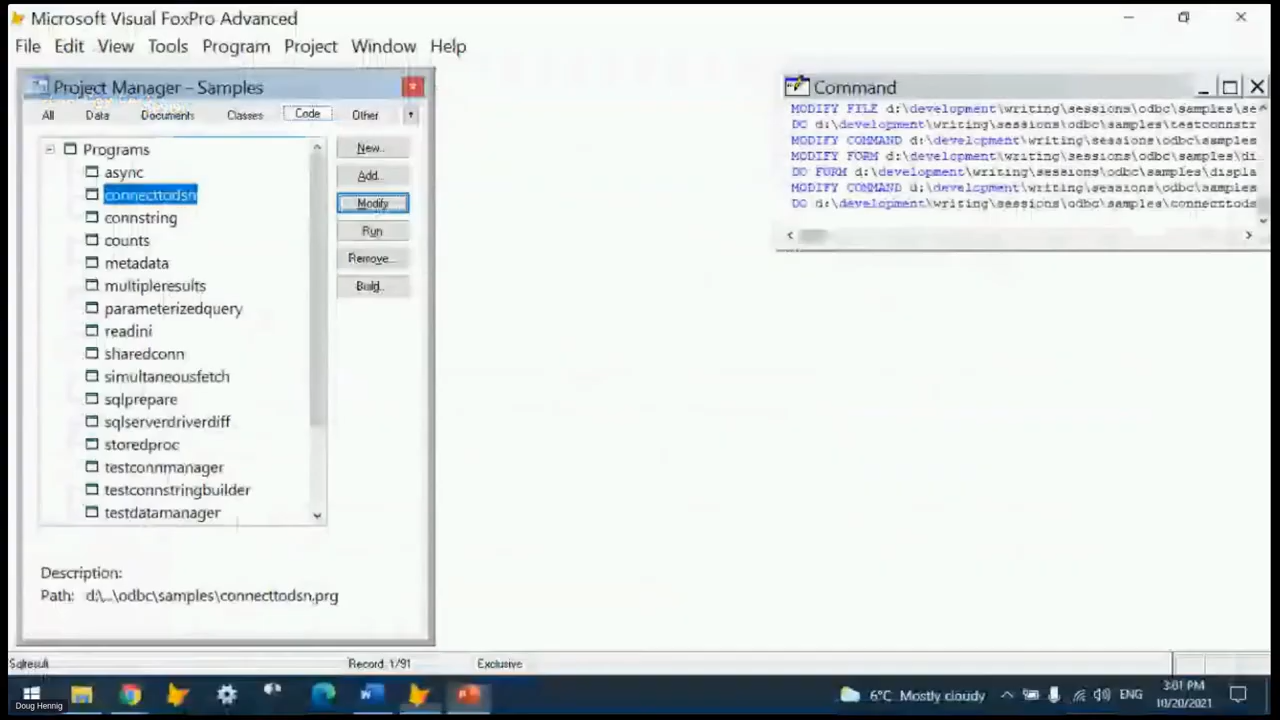 Microsoft Visual FoxPro Advanced
File Edit View Tools Program Project Window Help
Project Manager - Samples
All Data Documents Classes Code Other
Programs
async
connecttodsn
connstring
counts
metadata
multipleresults
parameterizedquery
readini
sharedconn
simultaneousfetch
sqlprepare
sqlserverdriverdiff
storedproc
testconnmanager
testconnstringbuilder
testdatamanager
New...
Add...
Modify
Run
Remove...
Build...
Description:
Path: d:\...\odbc\samples\connecttodsn.prg
Command
MODIFY FILE d:\development\writing\sessions\odbc\samples\se
DO d:\development\writing\sessions\odbc\samples\testconnstr
MODIFY COMMAND d:\development\writing\sessions\odbc\samples
MODIFY FORM d:\development\writing\sessions\odbc\samples\di
DO FORM d:\development\writing\sessions\odbc\samples\displa
MODIFY COMMAND d:\development\writing\sessions\odbc\samples
DO d:\development\writing\sessions\odbc\samples\connecttods
Sqlresult Record: 1/91 Exclusive
6°C Mostly cloudy ENG 3:01 PM
10/20/2021
Doug Hennig